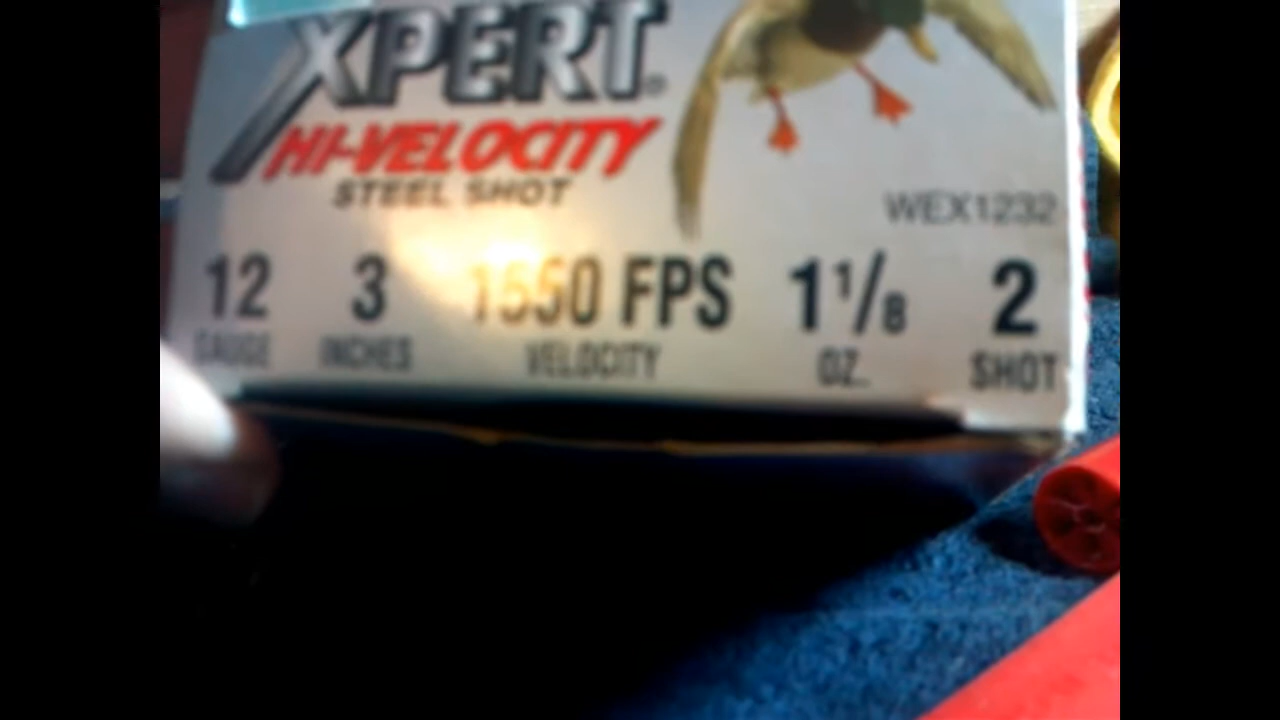 XPERT®
HI-VELOCITY
STEEL SHOT
WEX1232
12 3 1550 FPS 1 1/8 2
GAUGE INCHES VELOCITY OZ. SHOT